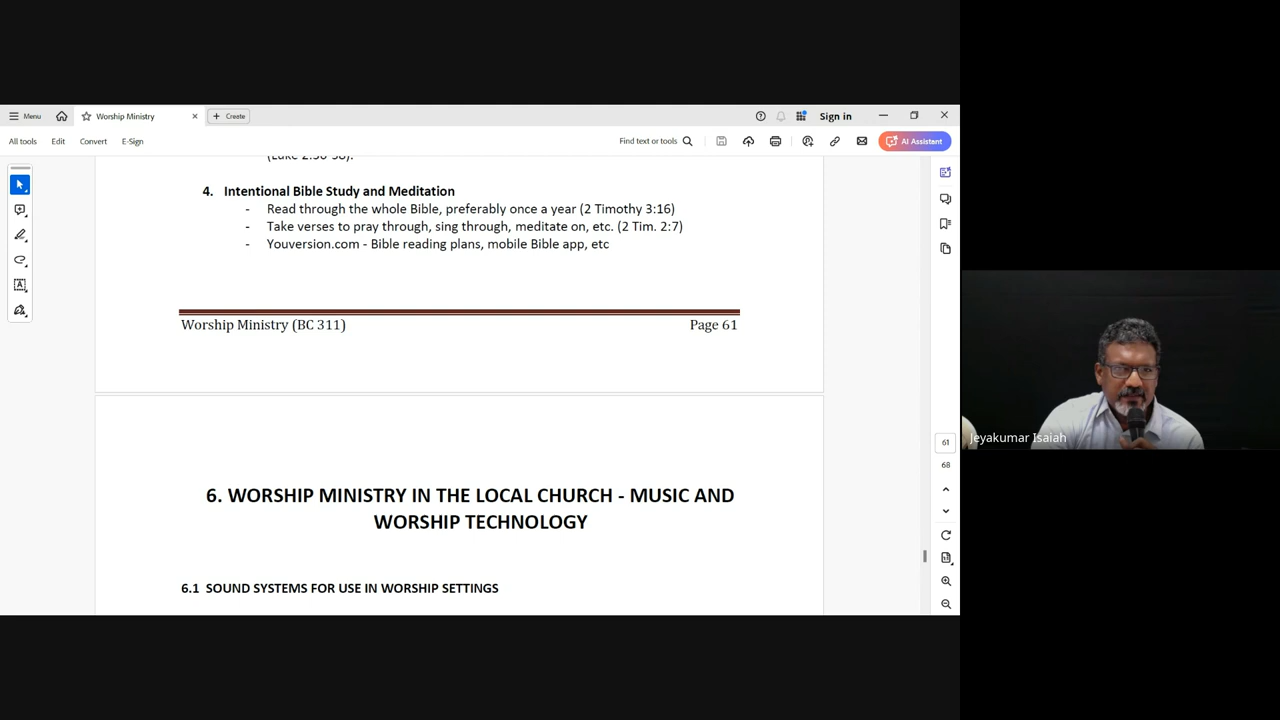 Menu
Worship Ministry
Create
Sign in
All tools
Edit
Convert
E-Sign
Find text or tools
AI Assistant
4. Intentional Bible Study and Meditation
- Read through the whole Bible, preferably once a year (2 Timothy 3:16)
- Take verses to pray through, sing through, meditate on, etc. (2 Tim. 2:7)
- Youversion.com - Bible reading plans, mobile Bible app, etc
Worship Ministry (BC 311)
Page 61
6. WORSHIP MINISTRY IN THE LOCAL CHURCH - MUSIC AND
WORSHIP TECHNOLOGY
6.1 SOUND SYSTEMS FOR USE IN WORSHIP SETTINGS
61
68
Jeyakumar Isaiah